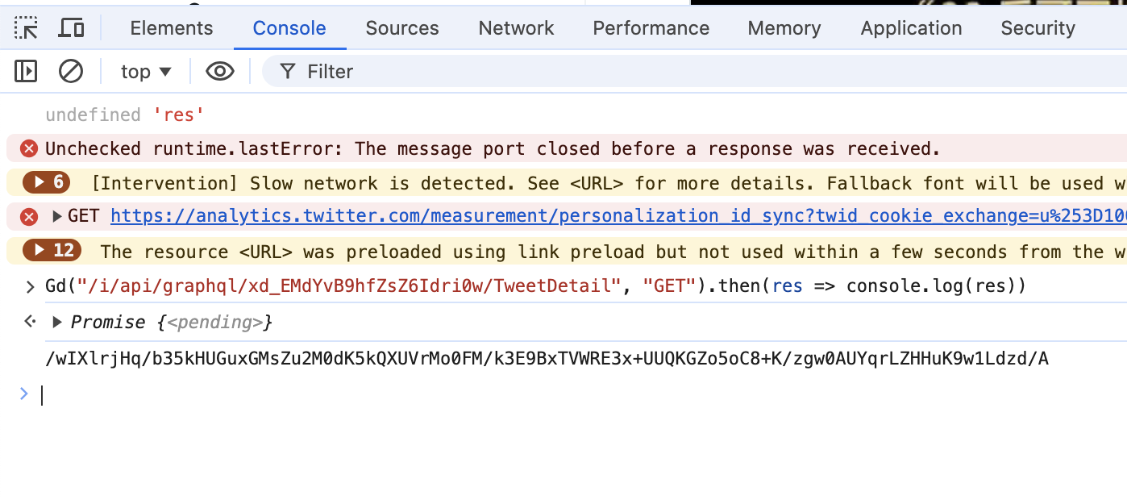 Elements Console Sources Network Performance Memory Application Security
top Filter
undefined 'res'
Unchecked runtime.lastError: The message port closed before a response was received.
6 [Intervention] Slow network is detected. See <URL> for more details. Fallback font will be used w
GET https://analytics.twitter.com/measurement/personalization_id_sync?twid_cookie_exchange=u%253D10
12 The resource <URL> was preloaded using link preload but not used within a few seconds from the w
> Gd("/i/api/graphql/xd_EMdYvB9hfZsZ6Idri0w/TweetDetail", "GET").then(res => console.log(res))
Promise {<pending>}
/wIXlrjHq/b35kHUGuxGMsZu2M0dK5kQXUVrMo0FM/k3E9BxTVWRE3x+UUQKGZo5oC8+K/zgw0AUYqrLZHHuK9w1Ldzd/A
>